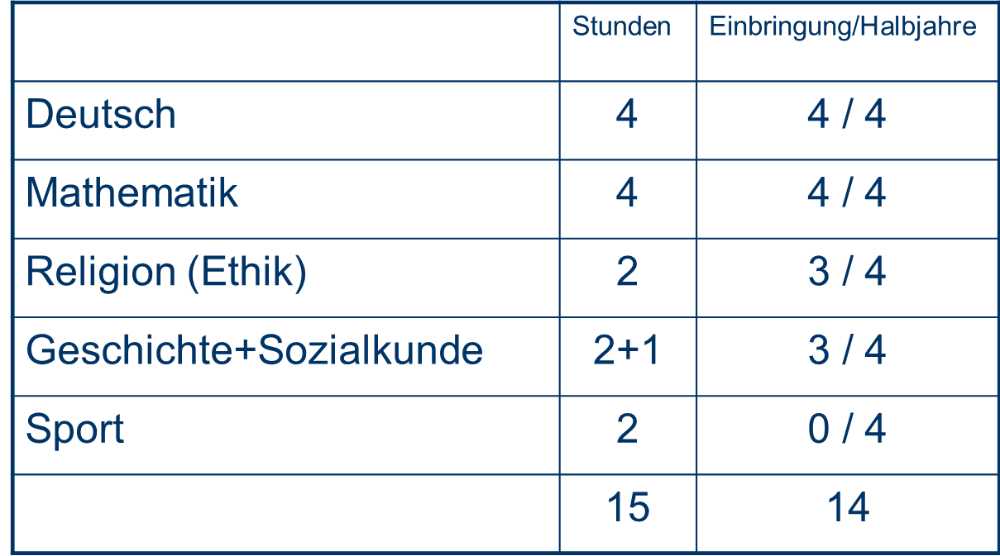 Stunden Einbringung/Halbjahre
Deutsch 4 4 / 4
Mathematik 4 4 / 4
Religion (Ethik) 2 3 / 4
Geschichte+Sozialkunde 2+1 3 / 4
Sport 2 0 / 4
15 14